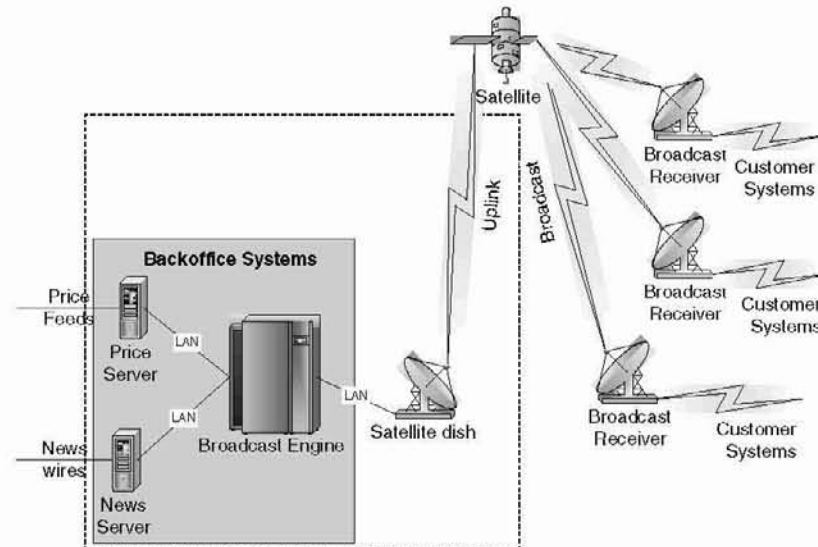 Satellite
Broadcast
Receiver
Customer
Systems
Uplink
Broadcast
Backoffice Systems
Broadcast
Receiver
Customer
Systems
Price
Feeds
LAN
Price
Server
LAN
LAN
Broadcast Engine
Satellite dish
Broadcast
Receiver
Customer
Systems
News
wires
News
Server